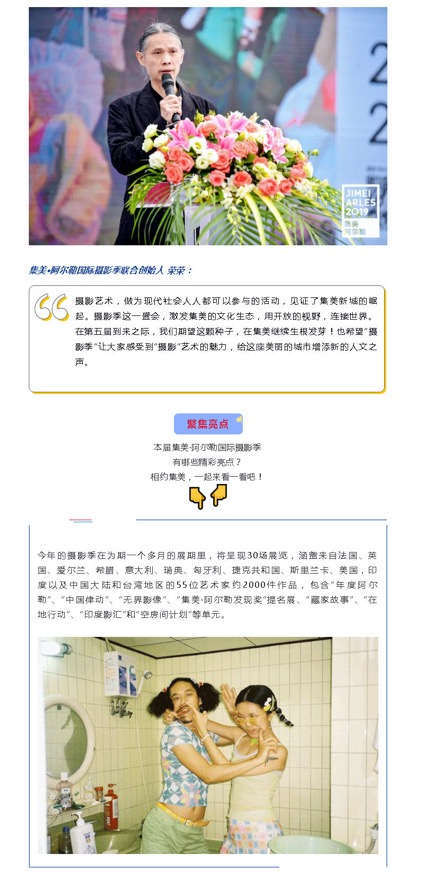 2
2
JIMEI
ARLES
2019
集美
阿尔勒
集美•阿尔勒国际摄影季联合创始人 荣荣：
摄影艺术，做为现代社会人人都可以参与的活动，见证了集美新城的崛
起。摄影季这一盛会，激发集美的文化生态，用开放的视野，连接世界。
在第五届到来之际，我们期望这颗种子，在集美继续生根发芽！也希望“摄
影季”让大家感受到“摄影”艺术的魅力，给这座美丽的城市增添新的人文之
声。
聚集亮点
本届集美·阿尔勒国际摄影季
有哪些精彩亮点？
相约集美，一起来看一看吧！
今年的摄影季在为期一个多月的展期里，将呈现30场展览，涵盖来自法国、英
国、爱尔兰、希腊、意大利、瑞典、匈牙利、捷克共和国、斯里兰卡、美国，印
度以及中国大陆和台湾地区的55位艺术家约2000件作品，包含“年度阿尔
勒”、“中国律动”、“无界影像”、“集美·阿尔勒发现奖”提名展、“藏家故事”、“在
地行动”、“印度影汇”和“空房间计划”等单元。